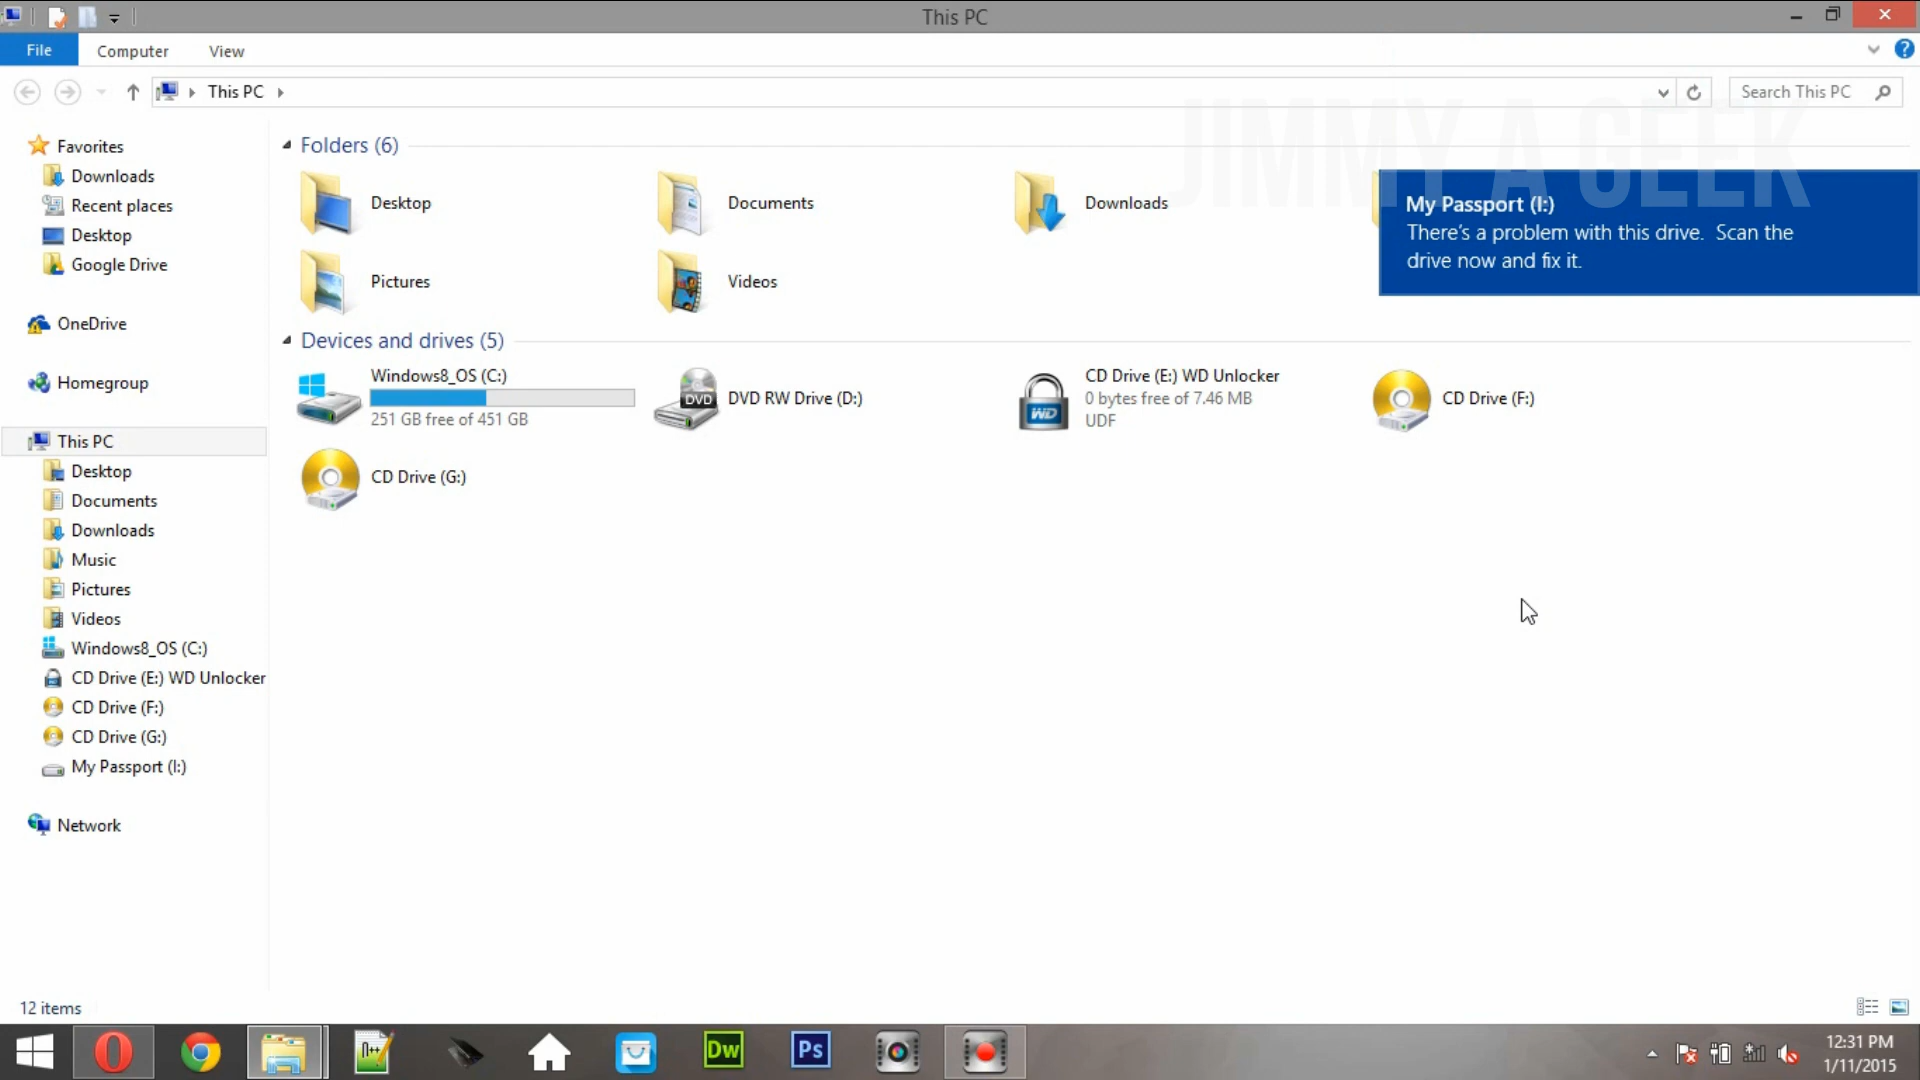 This PC
File Computer View
This PC
Search This PC
JIMMY A GEEK
Favorites
Downloads
Recent places
Desktop
Google Drive
OneDrive
Homegroup
This PC
Desktop
Documents
Downloads
Music
Pictures
Videos
Windows8_OS (C:)
CD Drive (E:) WD Unlocker
CD Drive (F:)
CD Drive (G:)
My Passport (I:)
Network
Folders (6)
Desktop
Documents
Downloads
Pictures
Videos
My Passport (I:)
There's a problem with this drive. Scan the
drive now and fix it.
Devices and drives (5)
Windows8_OS (C:)
251 GB free of 451 GB
DVD
DVD RW Drive (D:)
WD
CD Drive (E:) WD Unlocker
0 bytes free of 7.46 MB
UDF
CD Drive (F:)
CD Drive (G:)
12 items
n++
Dw
Ps
12:31 PM
1/11/2015